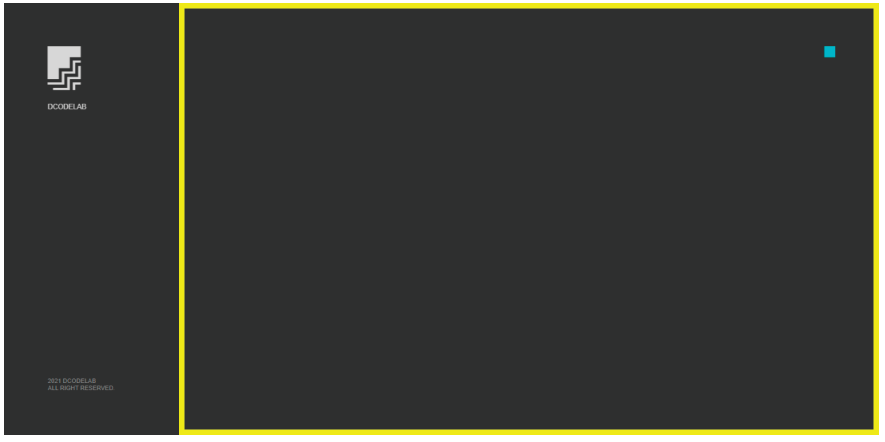 DCODELAB
2021 DCODELAB
ALL RIGHT RESERVED